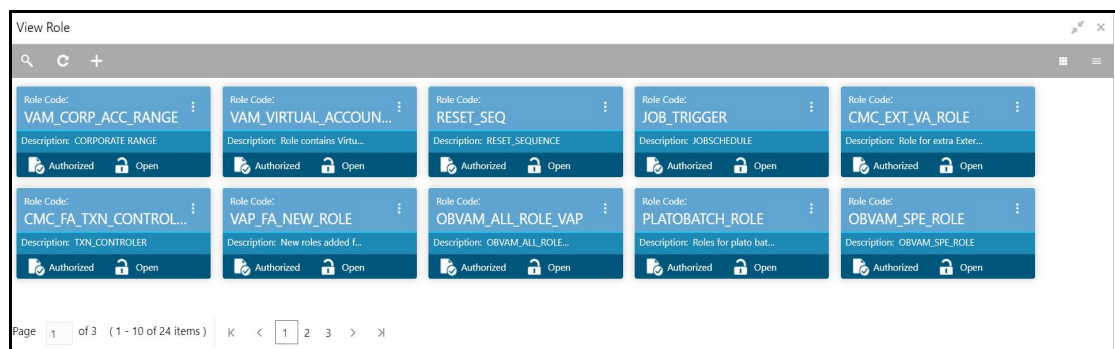 View Role
Role Code:
VAM_CORP_ACC_RANGE
Description: CORPORATE RANGE
Authorized Open
Role Code:
VAM_VIRTUAL_ACCOUN...
Description: Role contains Virtu...
Authorized Open
Role Code:
RESET_SEQ
Description: RESET_SEQUENCE
Authorized Open
Role Code:
JOB_TRIGGER
Description: JOBSCHEDULE
Authorized Open
Role Code:
CMC_EXT_VA_ROLE
Description: Role for extra Exter...
Authorized Open
Role Code:
CMC_FA_TXN_CONTROL...
Description: TXN_CONTROLER
Authorized Open
Role Code:
VAP_FA_NEW_ROLE
Description: New roles added f...
Authorized Open
Role Code:
OBVAM_ALL_ROLE_VAP
Description: OBVAM_ALL_ROLE...
Authorized Open
Role Code:
PLATOBATCH_ROLE
Description: Roles for plato bat...
Authorized Open
Role Code:
OBVAM_SPE_ROLE
Description: OBVAM_SPE_ROLE
Authorized Open
Page 1 of 3 (1 - 10 of 24 items) 1 2 3